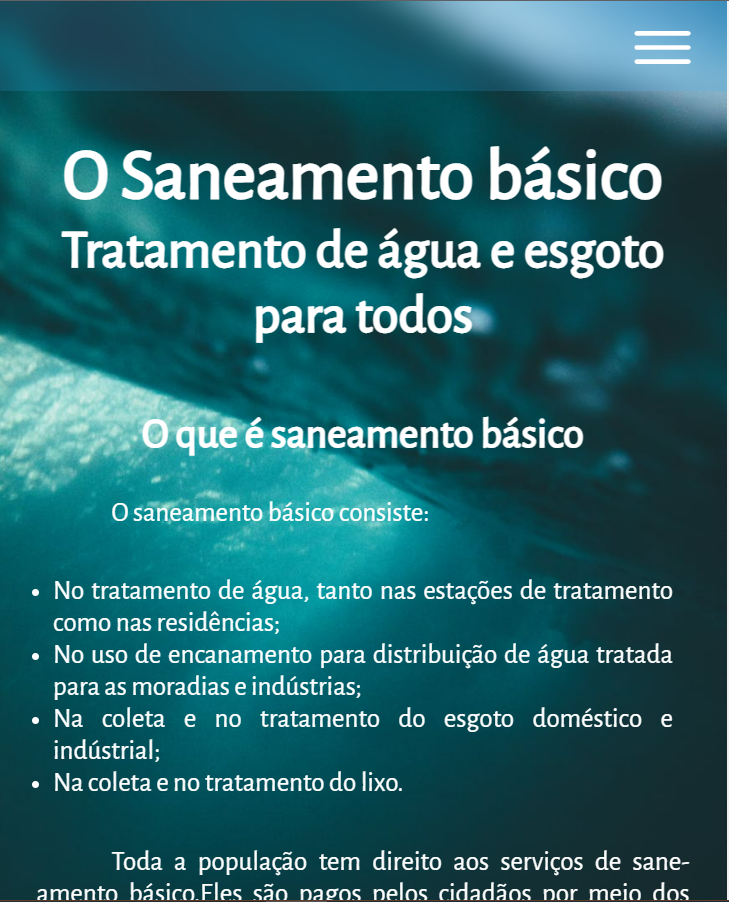 O Saneamento básico
Tratamento de água e esgoto
para todos
O que é saneamento básico
O saneamento básico consiste:
• No tratamento de água, tanto nas estações de tratamento
como nas residências;
• No uso de encanamento para distribuição de água tratada
para as moradias e indústrias;
• Na coleta e no tratamento do esgoto doméstico e
indústrial;
• Na coleta e no tratamento do lixo.
Toda a população tem direito aos serviços de sane-
amento básico.Eles são pagos pelos cidadãos por meio dos